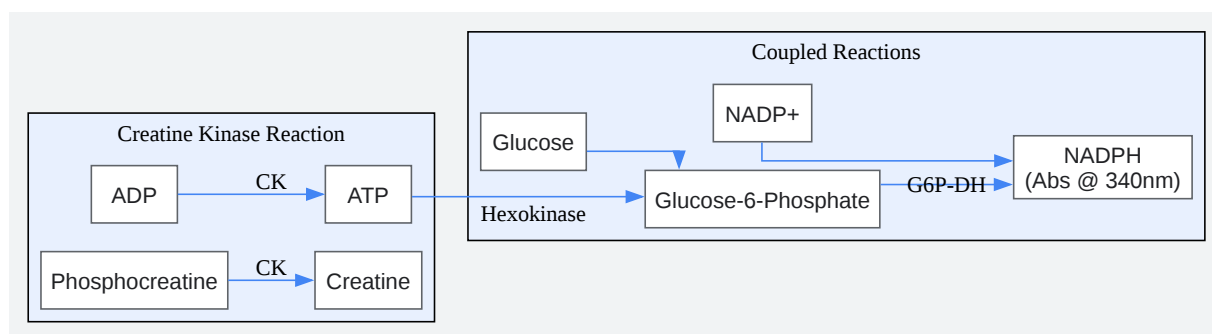 Coupled Reactions
NADP+
Glucose
Creatine Kinase Reaction
NADPH
(Abs @ 340nm)
CK
G6P-DH
ADP
ATP
Glucose-6-Phosphate
Hexokinase
CK
Phosphocreatine
Creatine